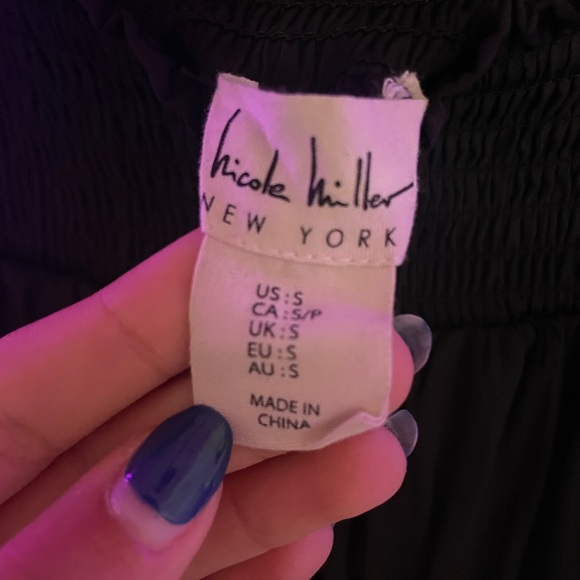 nicole miller
NEW YORK
US : S
CA : S/P
UK : S
EU : S
AU : S
MADE IN
CHINA